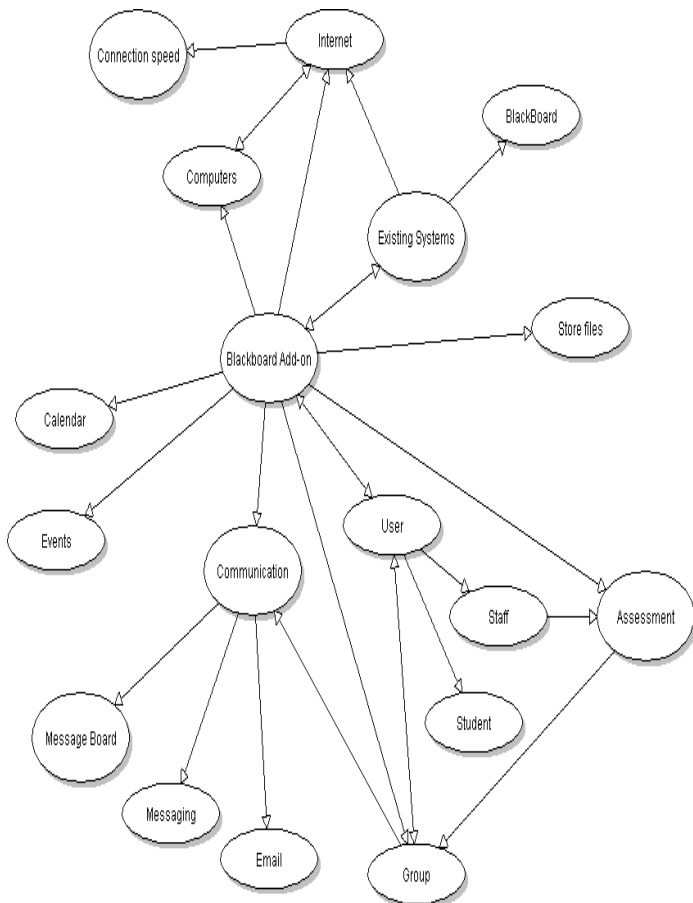 Internet
Connection speed
BlackBoard
Computers
Existing Systems
Store files
Blackboard Add-on
Calendar
User
Events
Communication
Staff
Assessment
Student
Message Board
Messaging
Email
Group